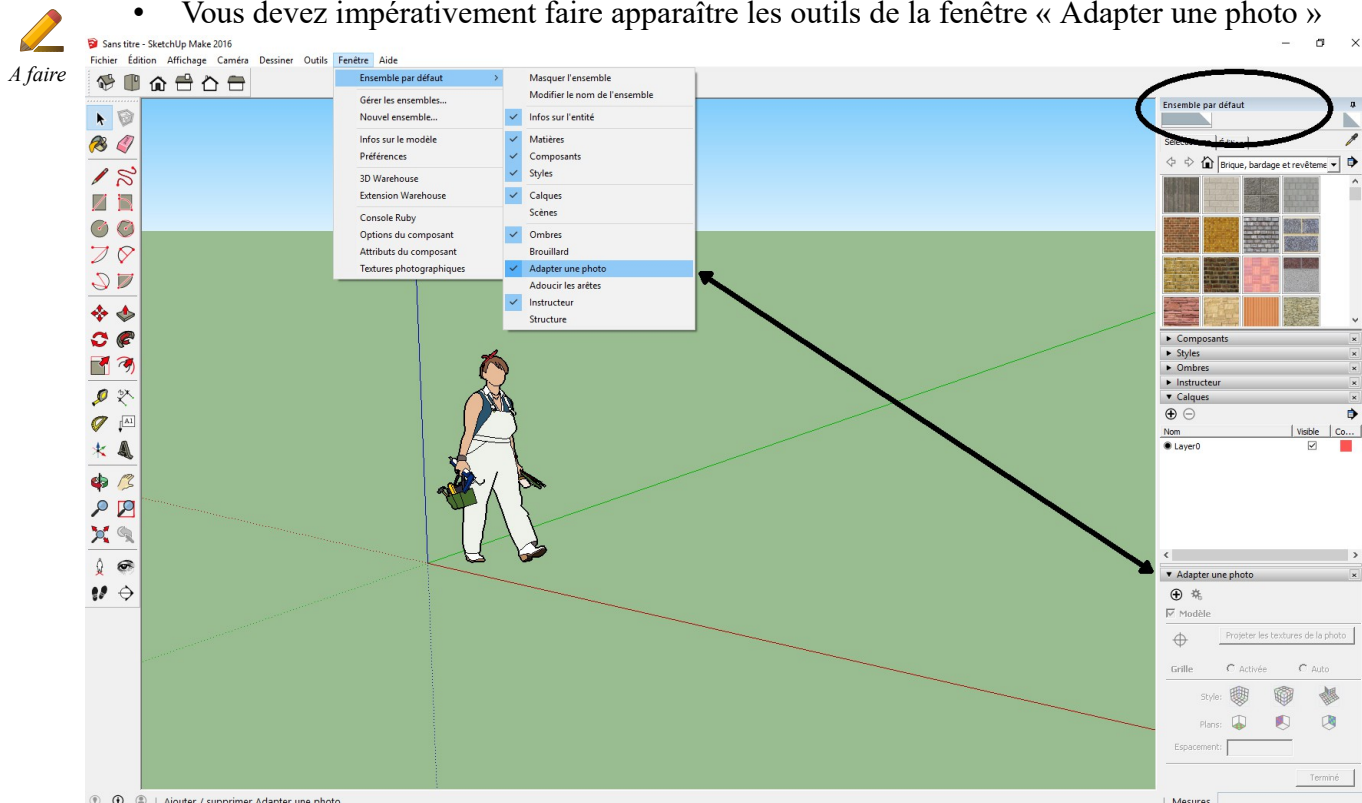 • Vous devez impérativement faire apparaître les outils de la fenêtre « Adapter une photo »
A faire
Sans titre - SketchUp Make 2016
Fichier Édition Affichage Caméra Dessiner Outils Fenêtre Aide
Ensemble par défaut
Gérer les ensembles...
Nouvel ensemble...
Infos sur le modèle
Préférences
3D Warehouse
Extension Warehouse
Console Ruby
Options du composant
Attributs du composant
Textures photographiques
Masquer l'ensemble
Modifier le nom de l'ensemble
Infos sur l'entité
Matières
Composants
Styles
Calques
Scènes
Ombres
Brouillard
Adapter une photo
Adoucir les arêtes
Instructeur
Structure
A1
Ensemble par défaut
Brique, bardage et revêteme
Composants
Styles
Ombres
Instructeur
Calques
Nom Visible Co...
Layer0
Adapter une photo
Modèle
Projeter les textures de la photo
Grille Activée Auto
Style:
Plans:
Espacement:
Terminé
Ajouter / supprimer Adapter une photo
Mesures